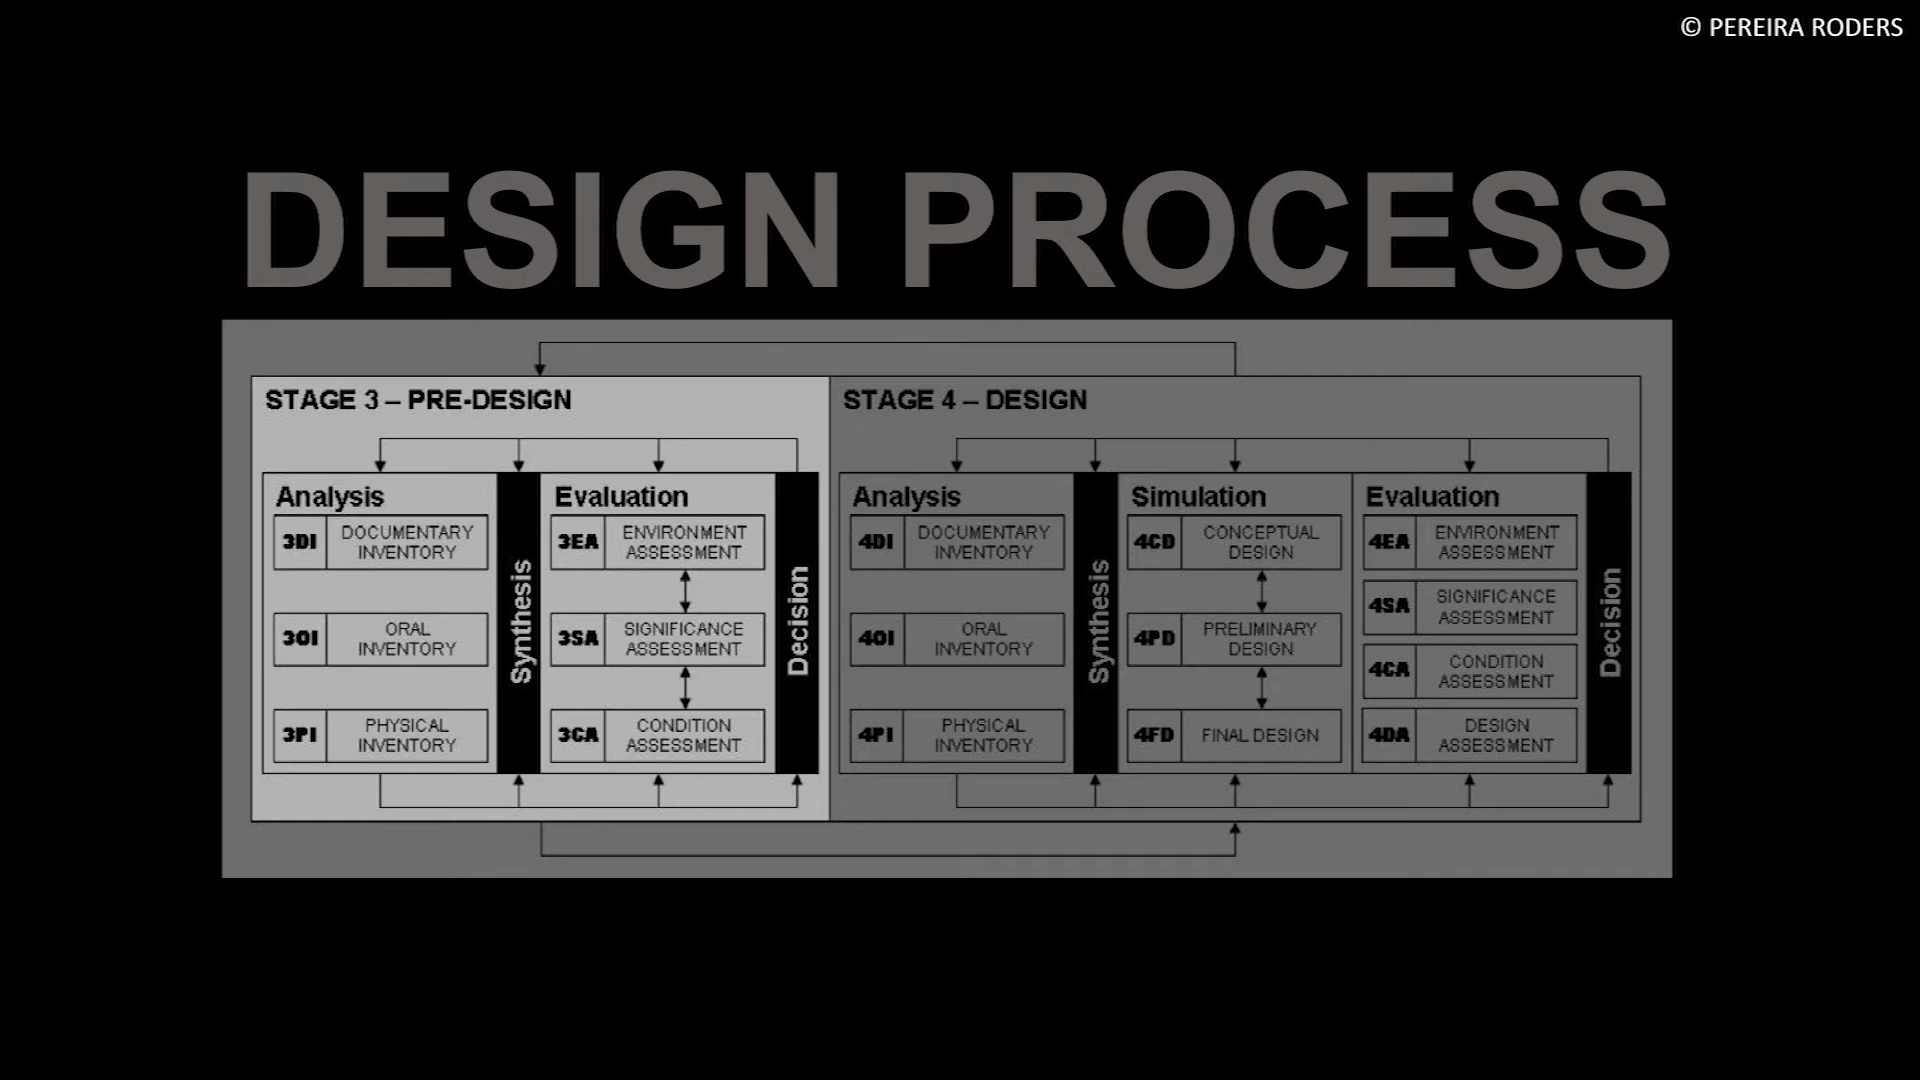 © PEREIRA RODERS
DESIGN PROCESS
STAGE 3 – PRE-DESIGN
Analysis
3DI
DOCUMENTARY
INVENTORY
3OI
ORAL
INVENTORY
3PI
PHYSICAL
INVENTORY
Synthesis
Evaluation
3EA
ENVIRONMENT
ASSESSMENT
3SA
SIGNIFICANCE
ASSESSMENT
3CA
CONDITION
ASSESSMENT
Decision
STAGE 4 – DESIGN
Analysis
4DI
DOCUMENTARY
INVENTORY
4OI
ORAL
INVENTORY
4PI
PHYSICAL
INVENTORY
Synthesis
Simulation
4CD
CONCEPTUAL
DESIGN
4PD
PRELIMINARY
DESIGN
4FD
FINAL DESIGN
Evaluation
4EA
ENVIRONMENT
ASSESSMENT
4SA
SIGNIFICANCE
ASSESSMENT
4CA
CONDITION
ASSESSMENT
4DA
DESIGN
ASSESSMENT
Decision